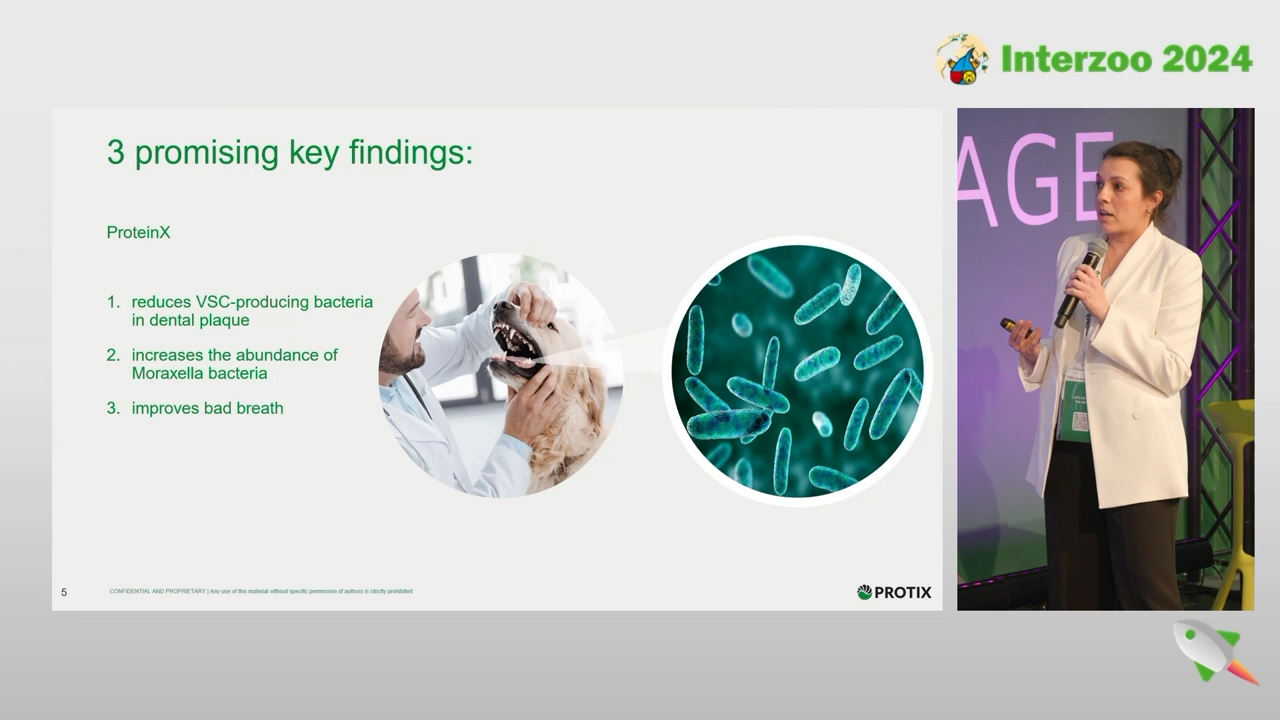 Interzoo 2024
3 promising key findings:
AGE
ProteinX
1. reduces VSC-producing bacteria
in dental plaque
2. increases the abundance of
Moraxella bacteria
3. improves bad breath
5
CONFIDENTIAL AND PROPRIETARY | Any use of this material without specific permission of authors is strictly prohibited
PROTIX